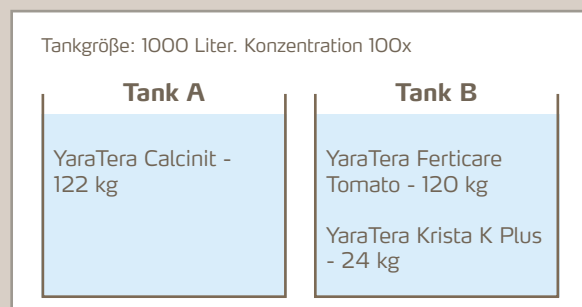 Tankgröße: 1000 Liter. Konzentration 100x
Tank A
YaraTera Calcinit -
122 kg
Tank B
YaraTera Ferticare
Tomato - 120 kg
YaraTera Krista K Plus
- 24 kg